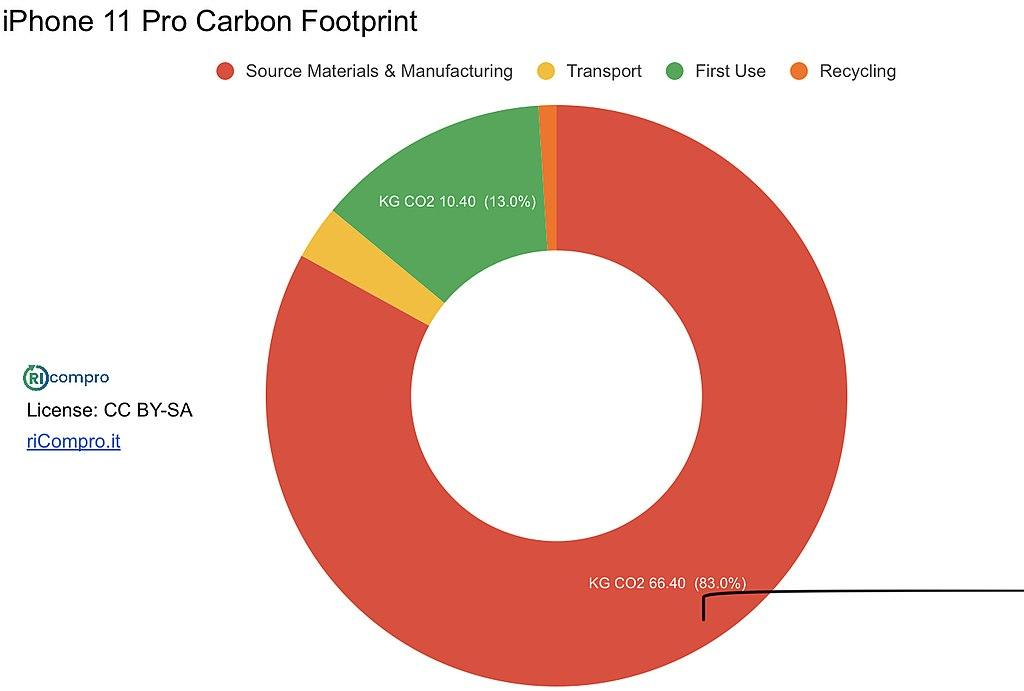 iPhone 11 Pro Carbon Footprint
Source Materials & Manufacturing Transport First Use Recycling
KG CO2 10.40 (13.0%)
RIcompro
License: CC BY-SA
riCompro.it
KG CO2 66.40 (83.0%)